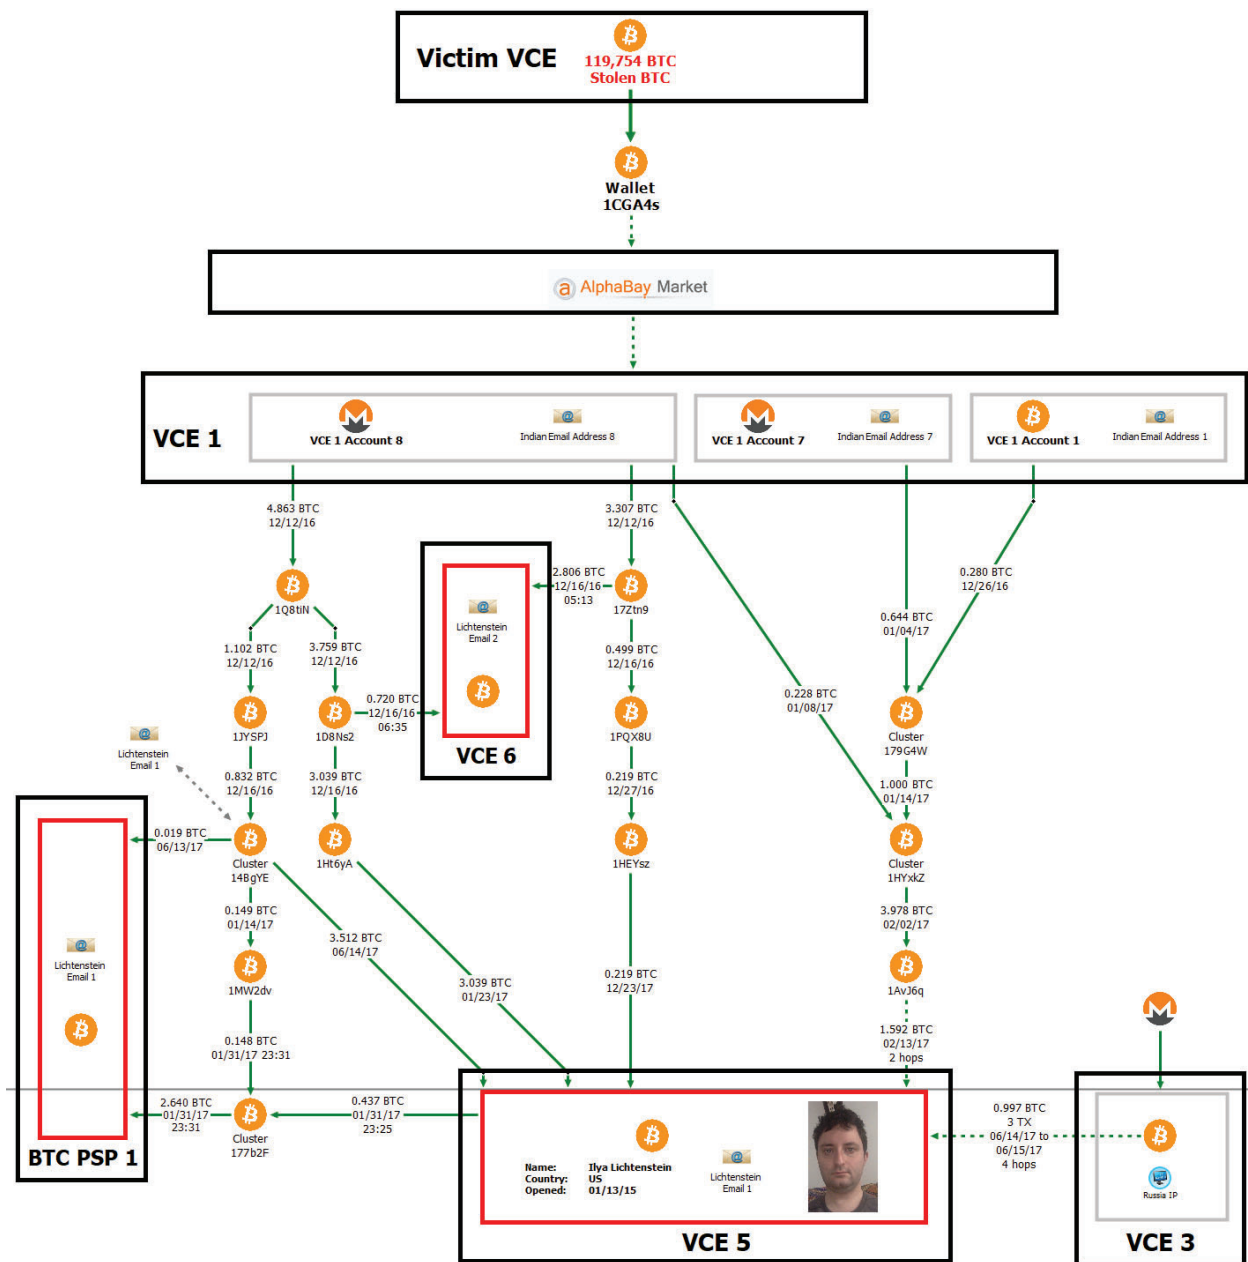 Victim VCE
119,754 BTC
Stolen BTC
Wallet
1CGA4s
AlphaBay Market
VCE 1
VCE 1 Account 8
Indian Email Address 8
VCE 1 Account 7
Indian Email Address 7
VCE 1 Account 1
Indian Email Address 1
4.863 BTC
12/12/16
3.307 BTC
12/12/16
1Q8tiN
2.806 BTC
12/16/16
05:13
17Ztn9
0.280 BTC
12/26/16
Lichtenstein
Email 2
0.644 BTC
01/04/17
1.102 BTC
12/12/16
3.759 BTC
12/12/16
0.499 BTC
12/16/16
0.228 BTC
01/08/17
0.720 BTC
12/16/16
06:35
1JYSPJ
1D8Ns2
VCE 6
1PQX8U
Cluster
179G4W
Lichtenstein
Email 1
0.832 BTC
12/16/16
3.039 BTC
12/16/16
0.219 BTC
12/27/16
1.000 BTC
01/14/17
0.019 BTC
06/13/17
Cluster
14BgYE
1Ht6yA
1HEYsz
Cluster
1HYxkZ
0.149 BTC
01/14/17
3.512 BTC
06/14/17
3.978 BTC
02/02/17
Lichtenstein
Email 1
1MW2dv
3.039 BTC
01/23/17
0.219 BTC
12/23/17
1AvJ6q
0.148 BTC
01/31/17 23:31
1.592 BTC
02/13/17
2 hops
2.640 BTC
01/31/17
23:31
Cluster
177b2F
0.437 BTC
01/31/17
23:25
0.997 BTC
3 TX
06/14/17 to
06/15/17
4 hops
BTC PSP 1
Name: Ilya Lichtenstein
Country: US
Opened: 01/13/15
Lichtenstein
Email 1
Russia IP
VCE 5
VCE 3